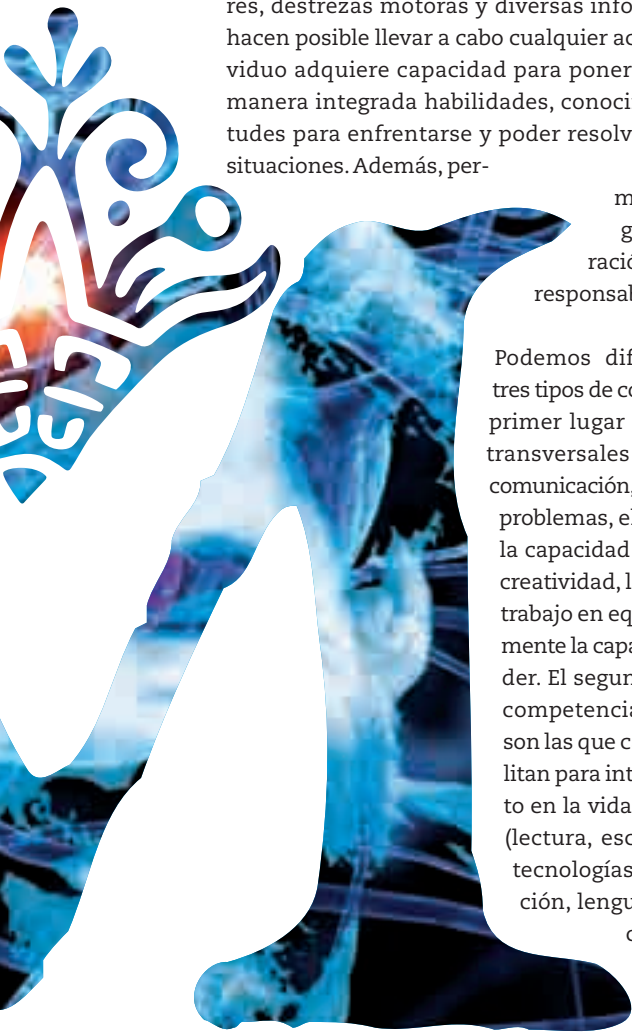 res, destrezas motoras y diversas info
hacen posible llevar a cabo cualquier ac
viduo adquiere capacidad para poner
manera integrada habilidades, conoci
tudes para enfrentarse y poder resolv
situaciones. Además, per-
m
g
ració
responsab
Podemos dif
tres tipos de co
primer lugar
transversales
comunicación,
problemas, el
la capacidad
creatividad, l
trabajo en eq
mente la capa
der. El segun
competencia
son las que c
litan para int
to en la vida
(lectura, esc
tecnologías
ción, lengu
c